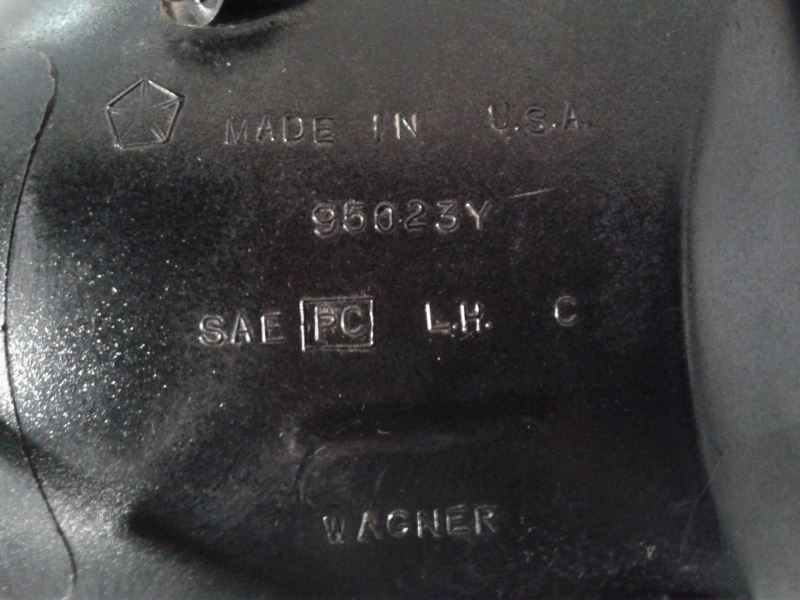 MADE IN U.S.A.
95023Y
SAE PC L.H. C
WAGNER